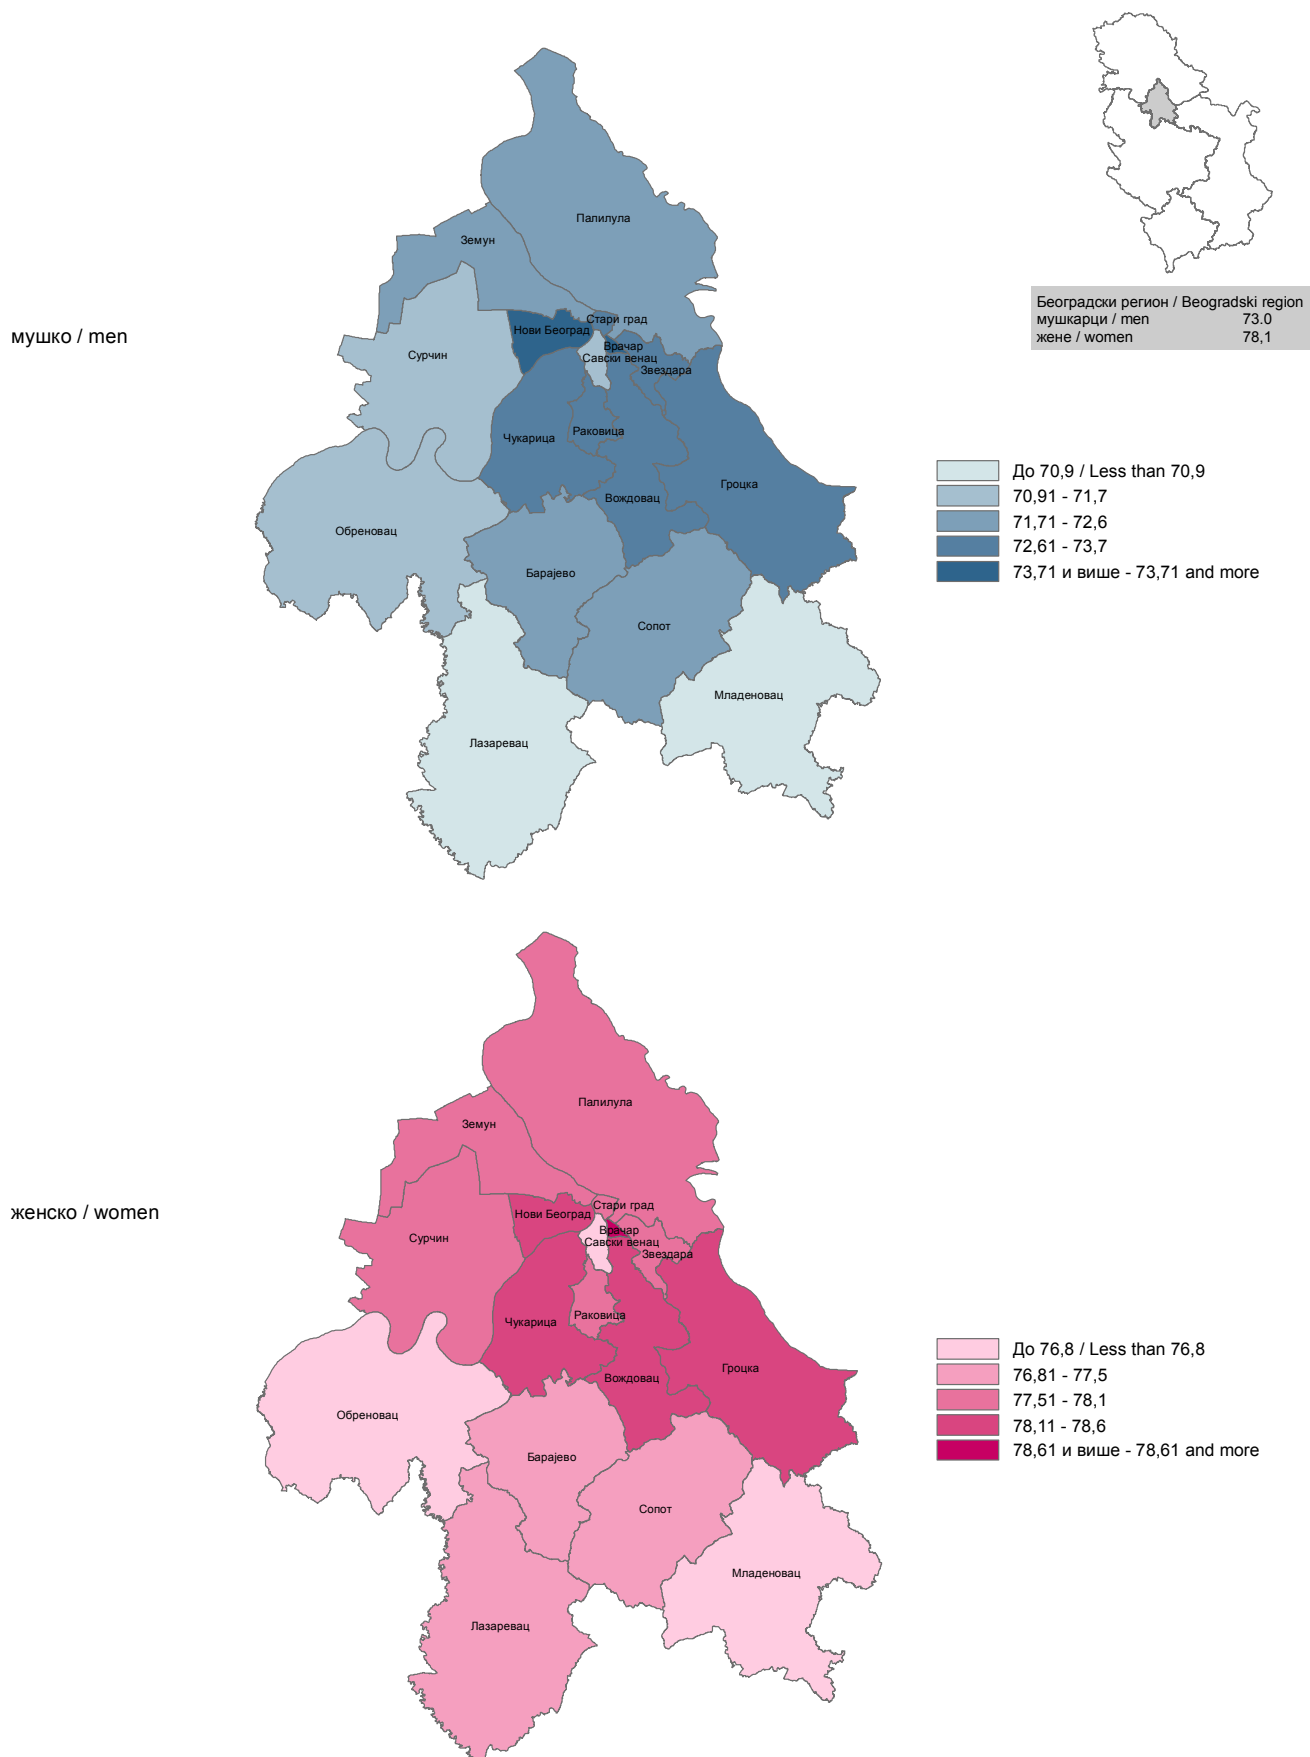 Београдски регион / Beogradski region
мушкарци / men 73.0
жене / women 78,1
мушко / men
Палилула
Земун
Стари град
Нови Београд
Врачар
Савски венац
Сурчин
Звездара
Раковица
Чукарица
Гроцка
Вождовац
Обреновац
Барајево
Сопот
Младеновац
Лазаревац
До 70,9 / Less than 70,9
70,91 - 71,7
71,71 - 72,6
72,61 - 73,7
73,71 и више - 73,71 and more
женско / women
Палилула
Земун
Стари град
Нови Београд
Врачар
Савски венац
Сурчин
Звездара
Раковица
Чукарица
Гроцка
Вождовац
Обреновац
Барајево
Сопот
Младеновац
Лазаревац
До 76,8 / Less than 76,8
76,81 - 77,5
77,51 - 78,1
78,11 - 78,6
78,61 и више - 78,61 and more